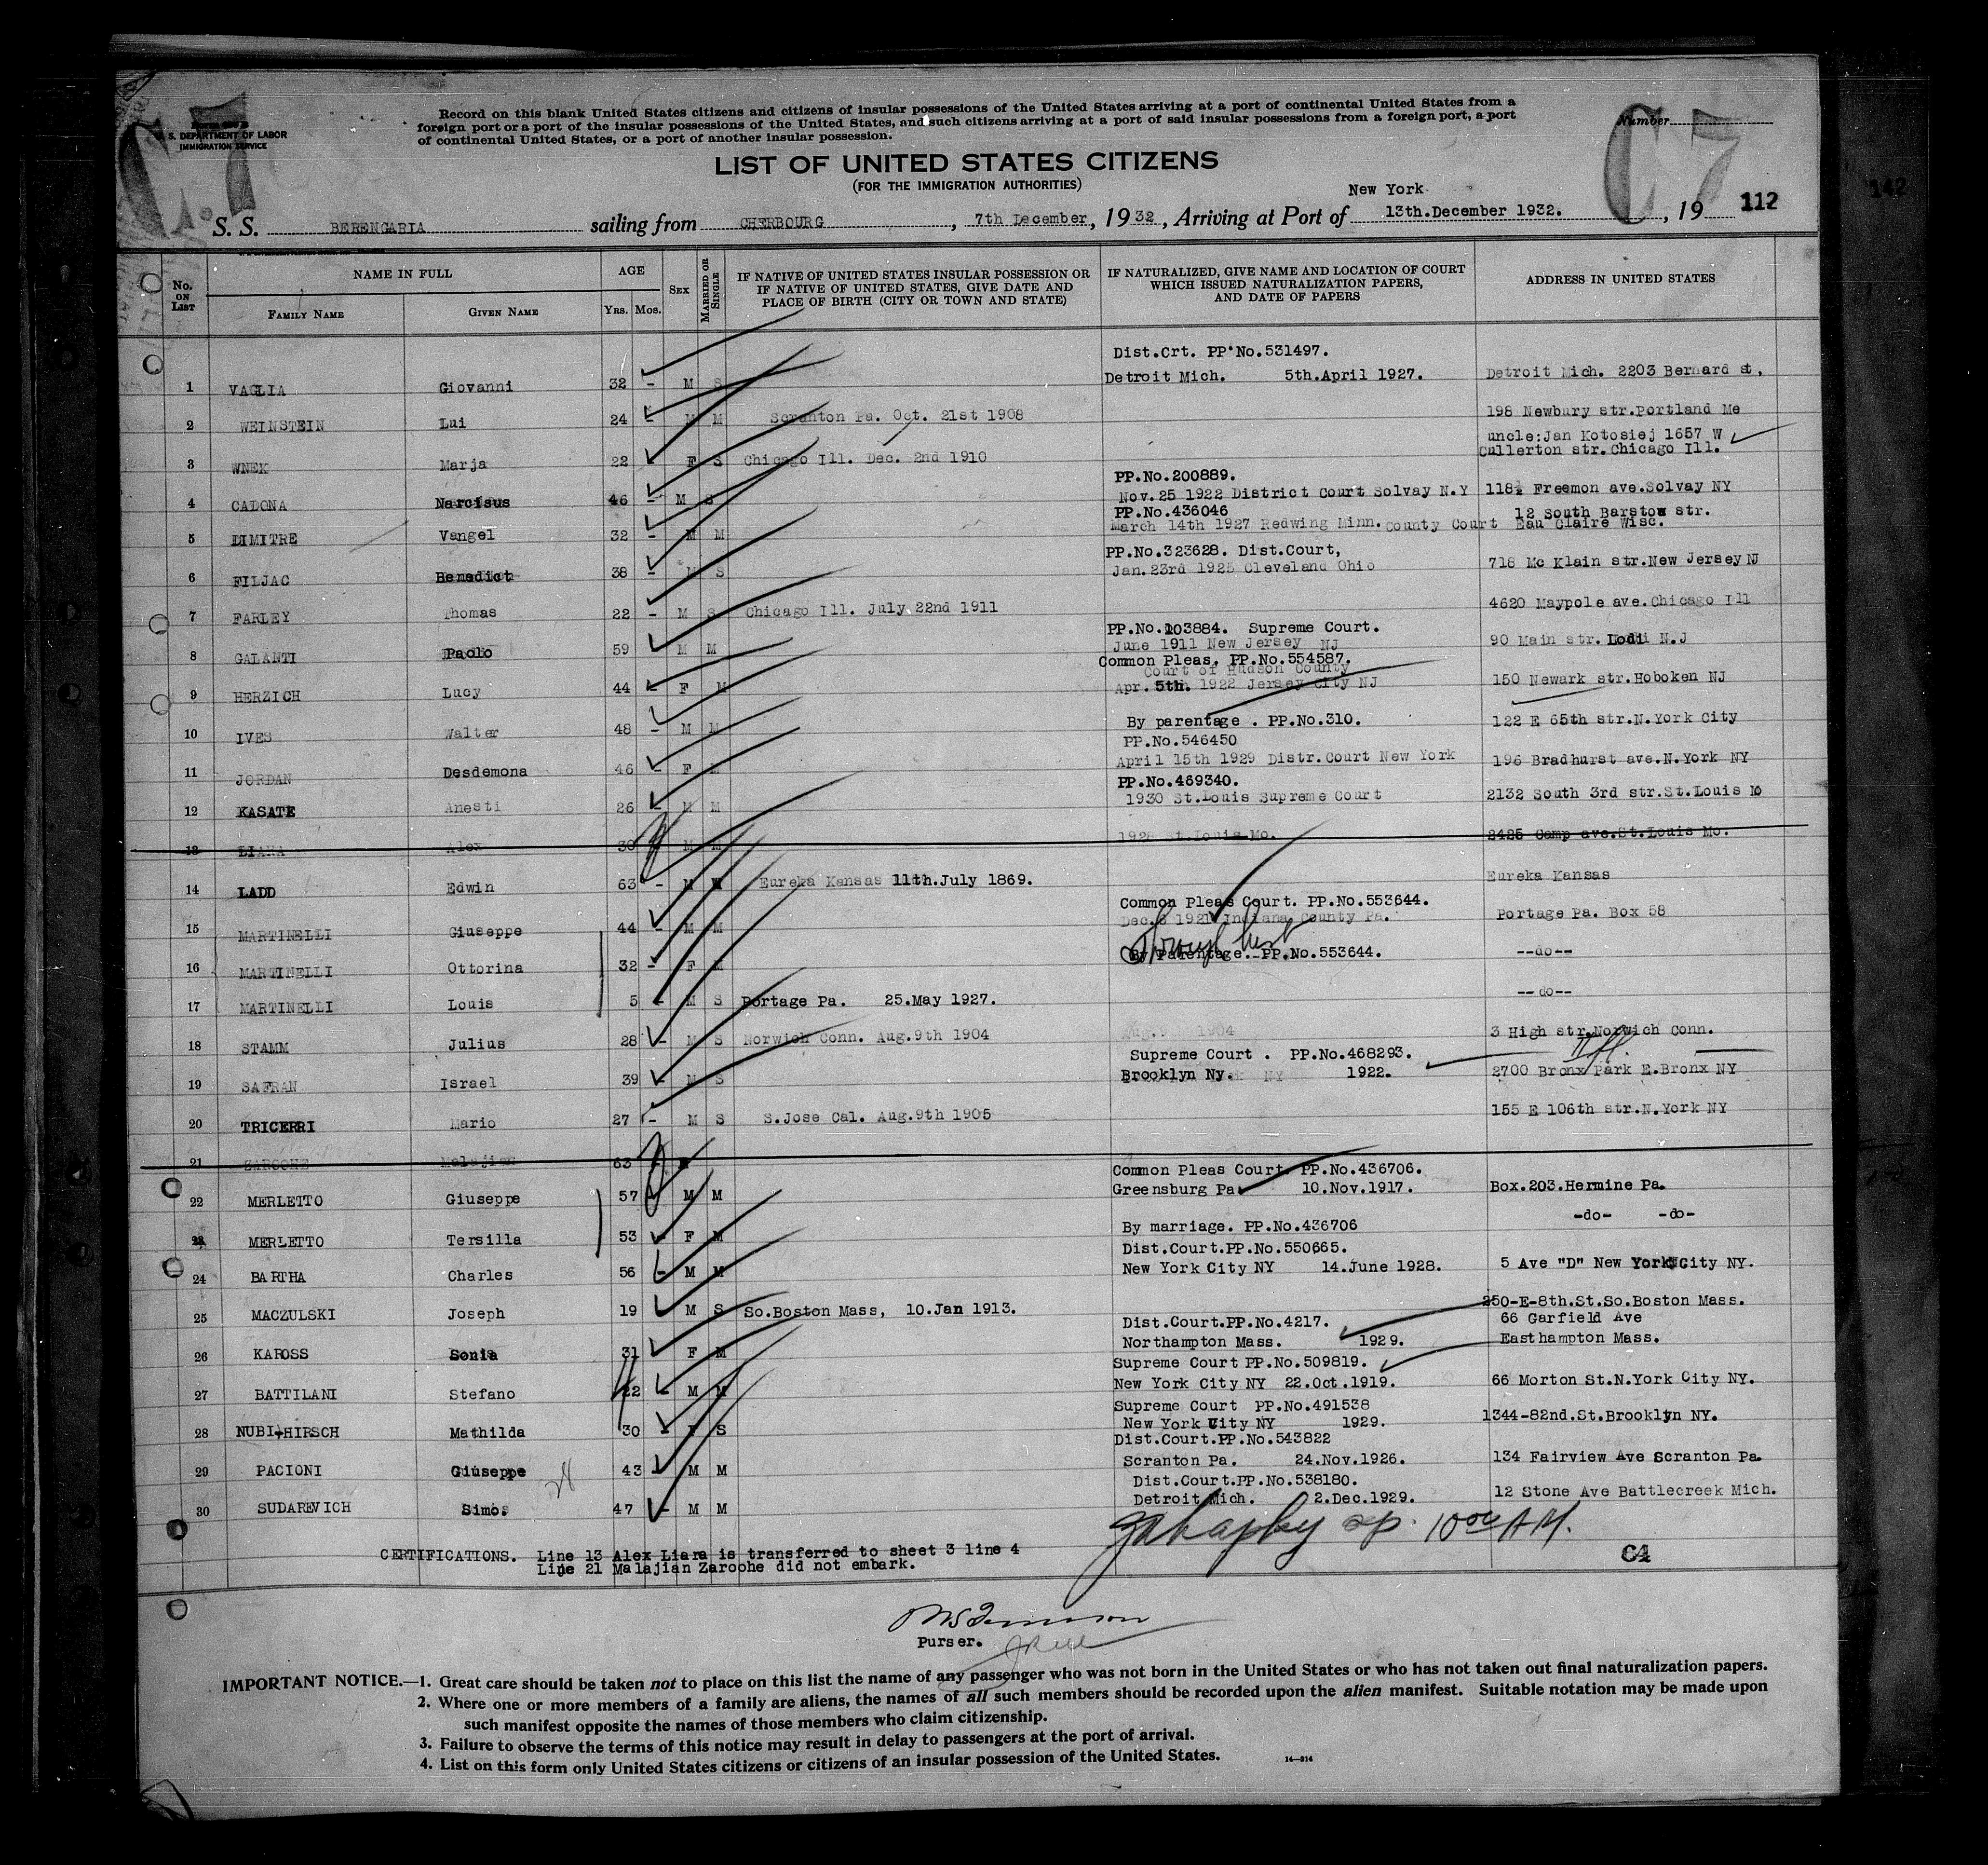 C7
S. DEPARTMENT OF LABOR
IMMIGRATION SERVICE
Record on this blank United States citizens and citizens of insular possessions of the United States arriving at a port of continental United States from a
foreign port or a port of the insular possessions of the United States, and such citizens arriving at a port of said insular possessions from a foreign port, a port
of continental United States, or a port of another insular possession.
Number
C7
LIST OF UNITED STATES CITIZENS
(FOR THE IMMIGRATION AUTHORITIES)
New York
S. S. BERENGARIA sailing from CHERBOURG, 7th December, 1932, Arriving at Port of 13th.December 1932., 19 112
142
No. ON LIST
NAME IN FULL
FAMILY NAME GIVEN NAME
AGE
YRS. MOS.
SEX
MARRIED OR SINGLE
IF NATIVE OF UNITED STATES INSULAR POSSESSION OR
IF NATIVE OF UNITED STATES, GIVE DATE AND
PLACE OF BIRTH (CITY OR TOWN AND STATE)
IF NATURALIZED, GIVE NAME AND LOCATION OF COURT
WHICH ISSUED NATURALIZATION PAPERS,
AND DATE OF PAPERS
ADDRESS IN UNITED STATES
Dist.Crt. PP.No.531497.
1 VAGLIA Giovanni 32 - M S Detroit Mich. 5th.April 1927. Detroit Mich. 2203 Bernard st,
2 WEINSTEIN Lui 24 - M M Scranton Pa. Oct. 21st 1908 198 Newbury str.Portland Me
uncle:Jan Kotosiej 1657 W
3 WNEK Marja 22 F S Chicago Ill. Dec. 2nd 1910 Cullerton str.Chicago Ill.
PP.No.200889.
4 CADONA Narcisus 46 - M S Nov.25 1922 District Court Solvay N.Y 118½ Freemon ave.Solvay NY
PP.No.436046 12 South Barstow str.
5 DIMITRE Vangel 32 - M M March 14th 1927 Redwing Minn.County Court Eau Claire Wisc.
PP.No.323628. Dist.Court,
6 FILJAC Benedict 38 - M S Jan.23rd 1925 Cleveland Ohio 718 Mc Klain str.New Jersey NJ
7 FARLEY Thomas 22 - M S Chicago Ill. July 22nd 1911 4620 Maypole ave.Chicago Ill
PP.No.103884. Supreme Court.
8 GALANTI Paolo 59 M M June 1911 New Jersey NJ 90 Main str. Lodi N.J
Common Pleas. PP.No.554587.
Court of Hudson County
9 HERZICH Lucy 44 - F M Apr. 5th. 1922 Jersey City NJ 150 Newark str.Hoboken NJ
10 IVES Walter 48 - M M By parentage . PP.No.310. 122 E 65th str.N.York City
PP.No.546450
11 JORDAN Desdemona 46 - F M April 15th 1929 Distr.Court New York 196 Bradhurst ave.N.York NY
PP.No.469340.
12 KASATE Anesti 26 - M M 1930 St.Louis Supreme Court 2132 South 3rd str.St.Louis Mo
13 LIARA Alex 30 M M 1928 St.Louis Mo. 2425 Camp ave.St.Louis Mo.
14 LADD Edwin 63 - M W Eureka Kansas 11th.July 1869. Eureka Kansas
Common Pleas Court. PP.No.553644.
15 MARTINELLI Giuseppe 44 - M M Dec.6 1921 Indiana County Pa. Portage Pa. Box 58
through hust
16 MARTINELLI Ottorina 32 - F M By Parentage. PP.No.553644. --do--
17 MARTINELLI Louis 5 - M S Portage Pa. 25.May 1927. --do--
18 STAMM Julius 28 - M S Norwich Conn. Aug.9th 1904 3 High str.Norwich Conn.
Supreme Court . PP.No.468293.
19 SAFRAN Israel 39 M S Brooklyn Ny. 1922. 2700 Bronx Park E.Bronx NY
20 TRICERRI Mario 27 - M S S.Jose Cal. Aug.9th 1905 155 E 106th str.N.York NY
21 ZAROOHE Malajian 63
Common Pleas Court. PP.No.436706.
22 MERLETTO Giuseppe 57 M M Greensburg Pa. 10.Nov.1917. Box.203.Hermine Pa.
23 MERLETTO Tersilla 53 - F M By marriage. PP.No.436706 -do- -do-
Dist.Court.PP.No.550665.
24 BARTHA Charles 56 - M M New York City NY 14.June 1928. 5 Ave "D" New York City NY.
25 MACZULSKI Joseph 19 M S So.Boston Mass, 10.Jan 1913. 250-E-8th.St.So.Boston Mass.
Dist.Court.PP.No.4217. 66 Garfield Ave
26 KAROSS Sonia 31 F M Northampton Mass. 1929. Easthampton Mass.
Supreme Court PP.No.509819.
27 BATTILANI Stefano 22 - M M New York City NY 22.Oct.1919. 66 Morton St.N.York City NY.
Supreme Court PP.No.491538
28 NUBI-HIRSCH Mathilda 30 - F S New York City NY 1929. 1344-82nd.St.Brooklyn NY.
Dist.Court.PP.No.543822
29 PACIONI Giuseppe 43 - M M Scranton Pa. 24.Nov.1926. 134 Fairview Ave Scranton Pa.
Dist.Court.PP.No.538180.
30 SUDAREVICH Simo. 47 - M M Detroit Mich. 2.Dec.1929. 12 Stone Ave Battlecreek Mich.
10 00 AM.
CERTIFICATIONS. Line 13 Alex Liara is transferred to sheet 3 line 4
Line 21 Malajian Zaroohe did not embark.
C4
Purser.
IMPORTANT NOTICE.—1. Great care should be taken not to place on this list the name of any passenger who was not born in the United States or who has not taken out final naturalization papers.
2. Where one or more members of a family are aliens, the names of all such members should be recorded upon the alien manifest. Suitable notation may be made upon
such manifest opposite the names of those members who claim citizenship.
3. Failure to observe the terms of this notice may result in delay to passengers at the port of arrival.
4. List on this form only United States citizens or citizens of an insular possession of the United States.
14—314